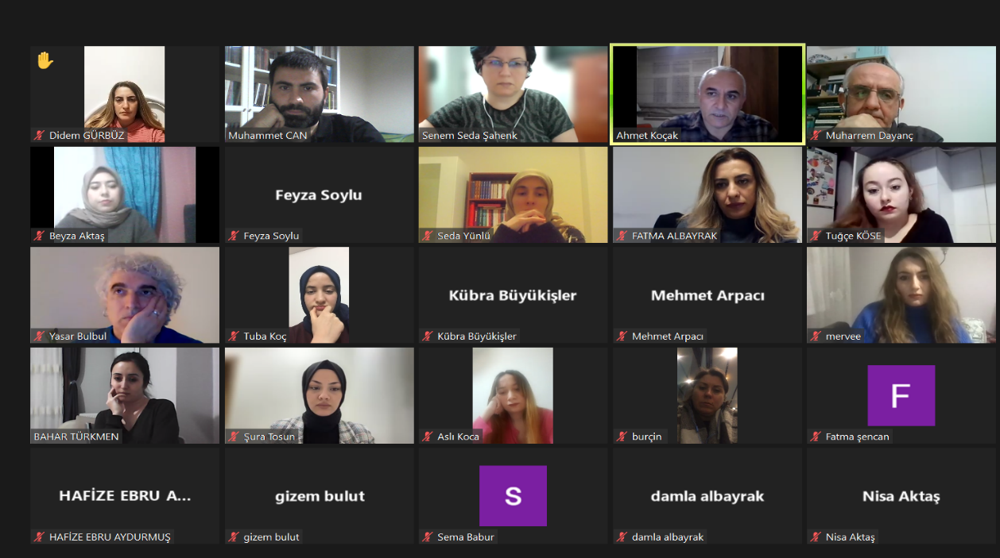 Didem GÜRBÜZ
Muhammet CAN
Senem Seda Şahenk
Ahmet Koçak
Muharrem Dayanç
Beyza Aktaş
Feyza Soylu
Feyza Soylu
Seda Yünlü
FATMA ALBAYRAK
Tuğçe KÖSE
Yasar Bulbul
Tuba Koç
Kübra Büyükişler
Kübra Büyükişler
Mehmet Arpacı
Mehmet Arpacı
mervee
BAHAR TÜRKMEN
Şura Tosun
Aslı Koca
burçin
F
Fatma şencan
HAFİZE EBRU A...
HAFİZE EBRU AYDURMUŞ
gizem bulut
gizem bulut
S
Sema Babur
damla albayrak
damla albayrak
Nisa Aktaş
Nisa Aktaş